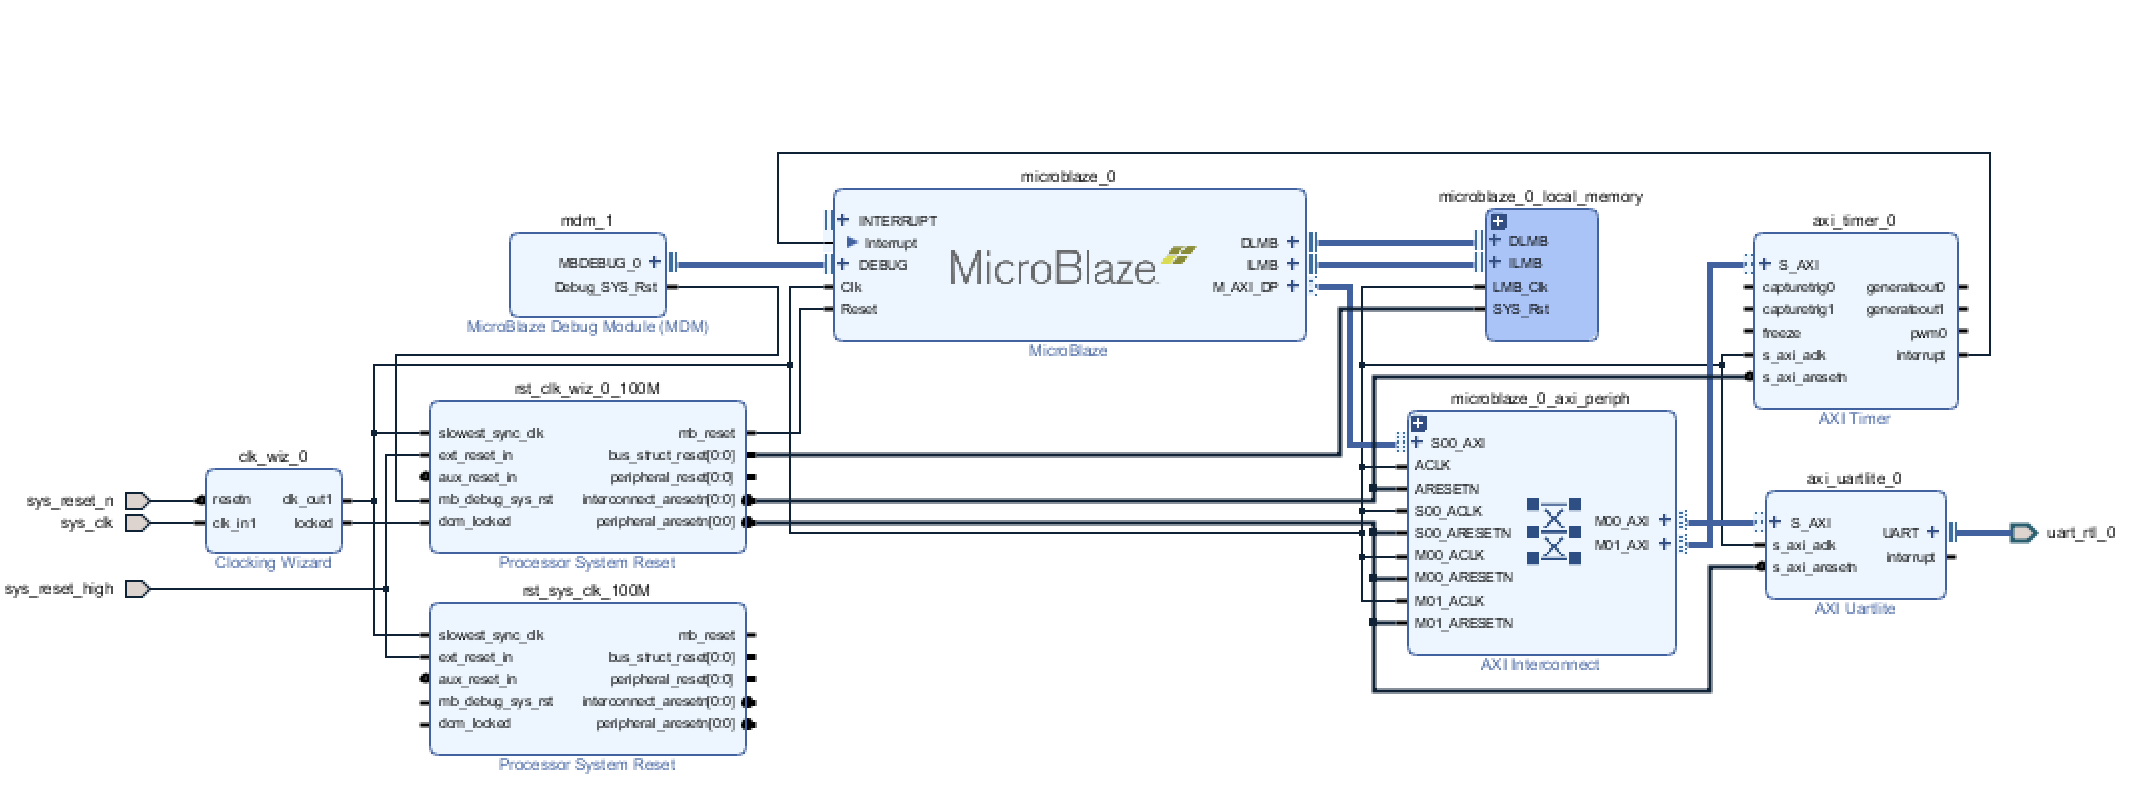 microblaze_0
INTERRUPT
Interrupt
DEBUG
Clk
Reset
MicroBlaze
DLMB
ILMB
M_AXI_DP
MicroBlaze
mdm_1
MBDEBUG_0
Debug_SYS_Rst
MicroBlaze Debug Module (MDM)
microblaze_0_local_memory
DLMB
ILMB
LMB_Clk
SYS_Rst
axi_timer_0
S_AXI
capturetrig0
capturetrig1
freeze
s_axi_aclk
s_axi_aresetn
generateout0
generateout1
pwm0
interrupt
AXI Timer
rst_clk_wiz_0_100M
slowest_sync_clk
ext_reset_in
aux_reset_in
mb_debug_sys_rst
dcm_locked
mb_reset
bus_struct_reset[0:0]
peripheral_reset[0:0]
interconnect_aresetn[0:0]
peripheral_aresetn[0:0]
Processor System Reset
clk_wiz_0
resetn
clk_in1
clk_out1
locked
Clocking Wizard
sys_reset_n
sys_clk
sys_reset_high
microblaze_0_axi_periph
S00_AXI
ACLK
ARESETN
S00_ACLK
S00_ARESETN
M00_ACLK
M00_ARESETN
M01_ACLK
M01_ARESETN
M00_AXI
M01_AXI
AXI Interconnect
axi_uartlite_0
S_AXI
s_axi_aclk
s_axi_aresetn
UART
interrupt
AXI Uartlite
uart_rtl_0
rst_sys_clk_100M
slowest_sync_clk
ext_reset_in
aux_reset_in
mb_debug_sys_rst
dcm_locked
mb_reset
bus_struct_reset[0:0]
peripheral_reset[0:0]
interconnect_aresetn[0:0]
peripheral_aresetn[0:0]
Processor System Reset